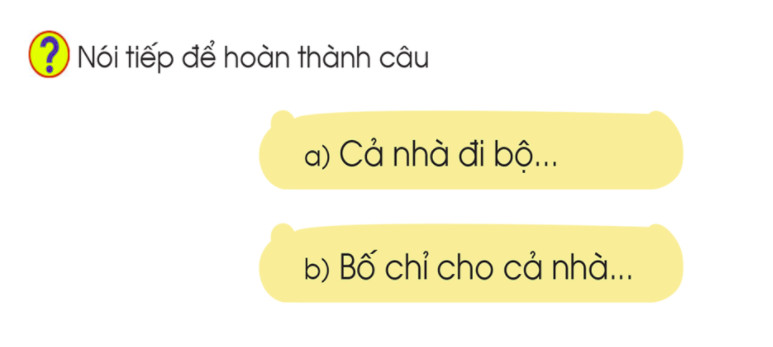 ? Nói tiếp để hoàn thành câu
a) Cả nhà đi bộ...
b) Bố chỉ cho cả nhà...